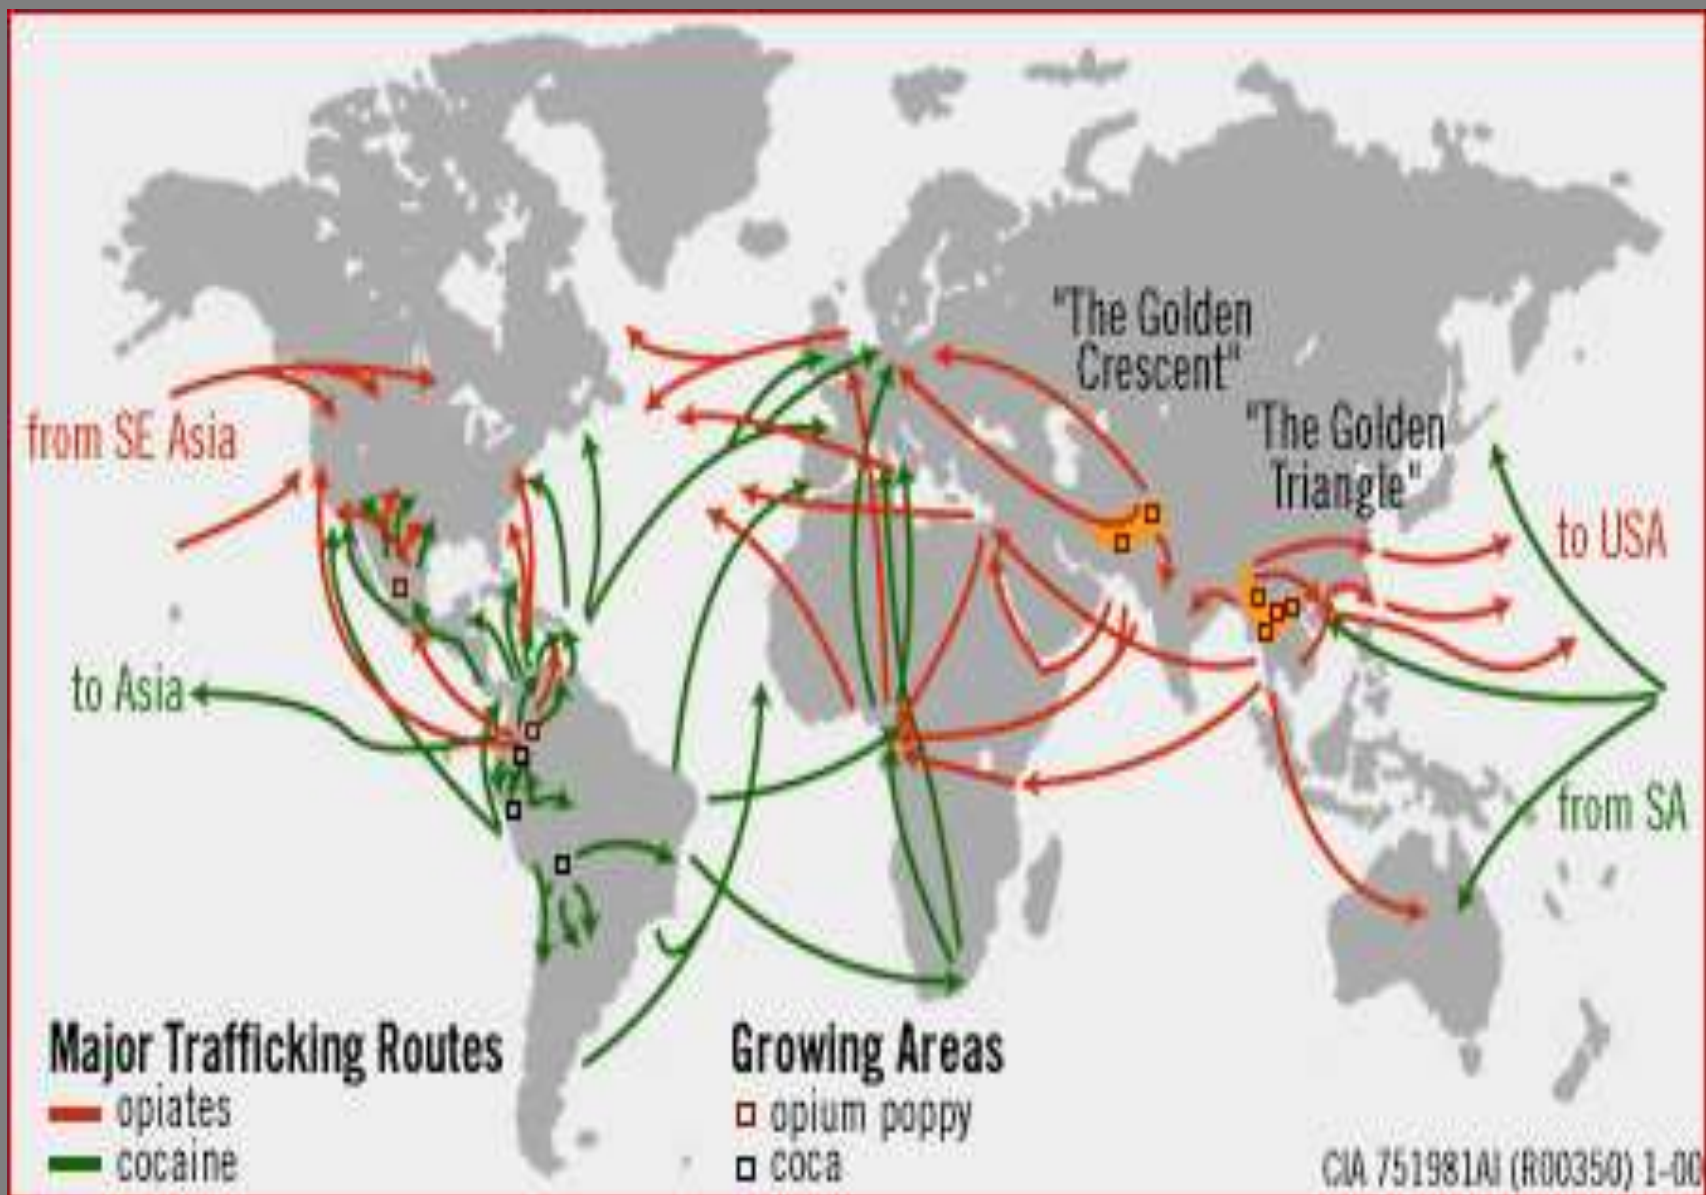 "The Golden
Crescent"
"The Golden
Triangle"
from SE Asia
to USA
to Asia
from SA
Major Trafficking Routes
opiates
cocaine
Growing Areas
opium poppy
coca
CIA 751981AI (R00350) 1-00